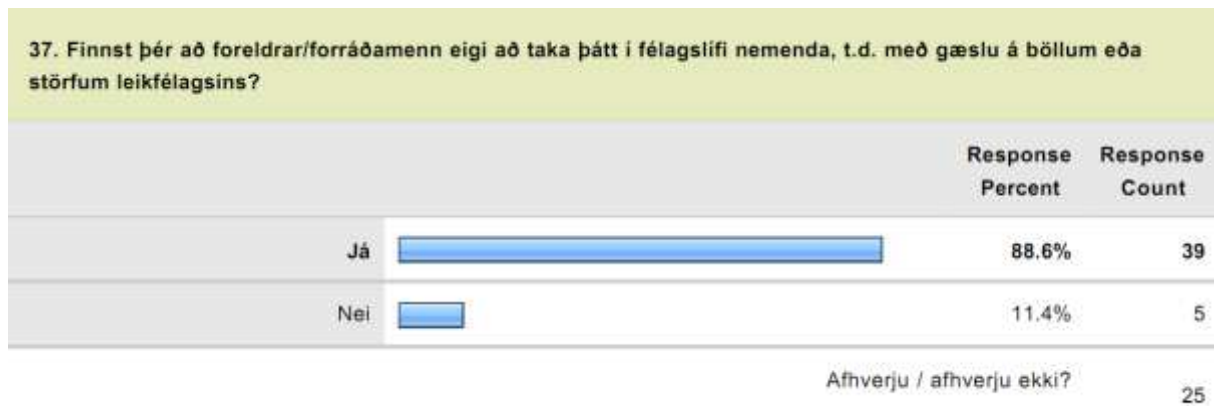 37. Finnst þér að foreldrar/forráðamenn eigi að taka þátt í félagslífi nemenda, t.d. með gæslu á böllum eða
störfum leikfélagsins?
Response Percent Response Count
Já 88.6% 39
Nei 11.4% 5
Afhverju / afhverju ekki? 25